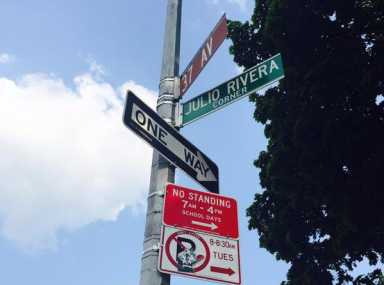 37 AV
JULIO RIVERA
CORNER
ONE WAY
NO STANDING
7AM - 4PM
SCHOOL DAYS
P
8-8:30AM
TUES